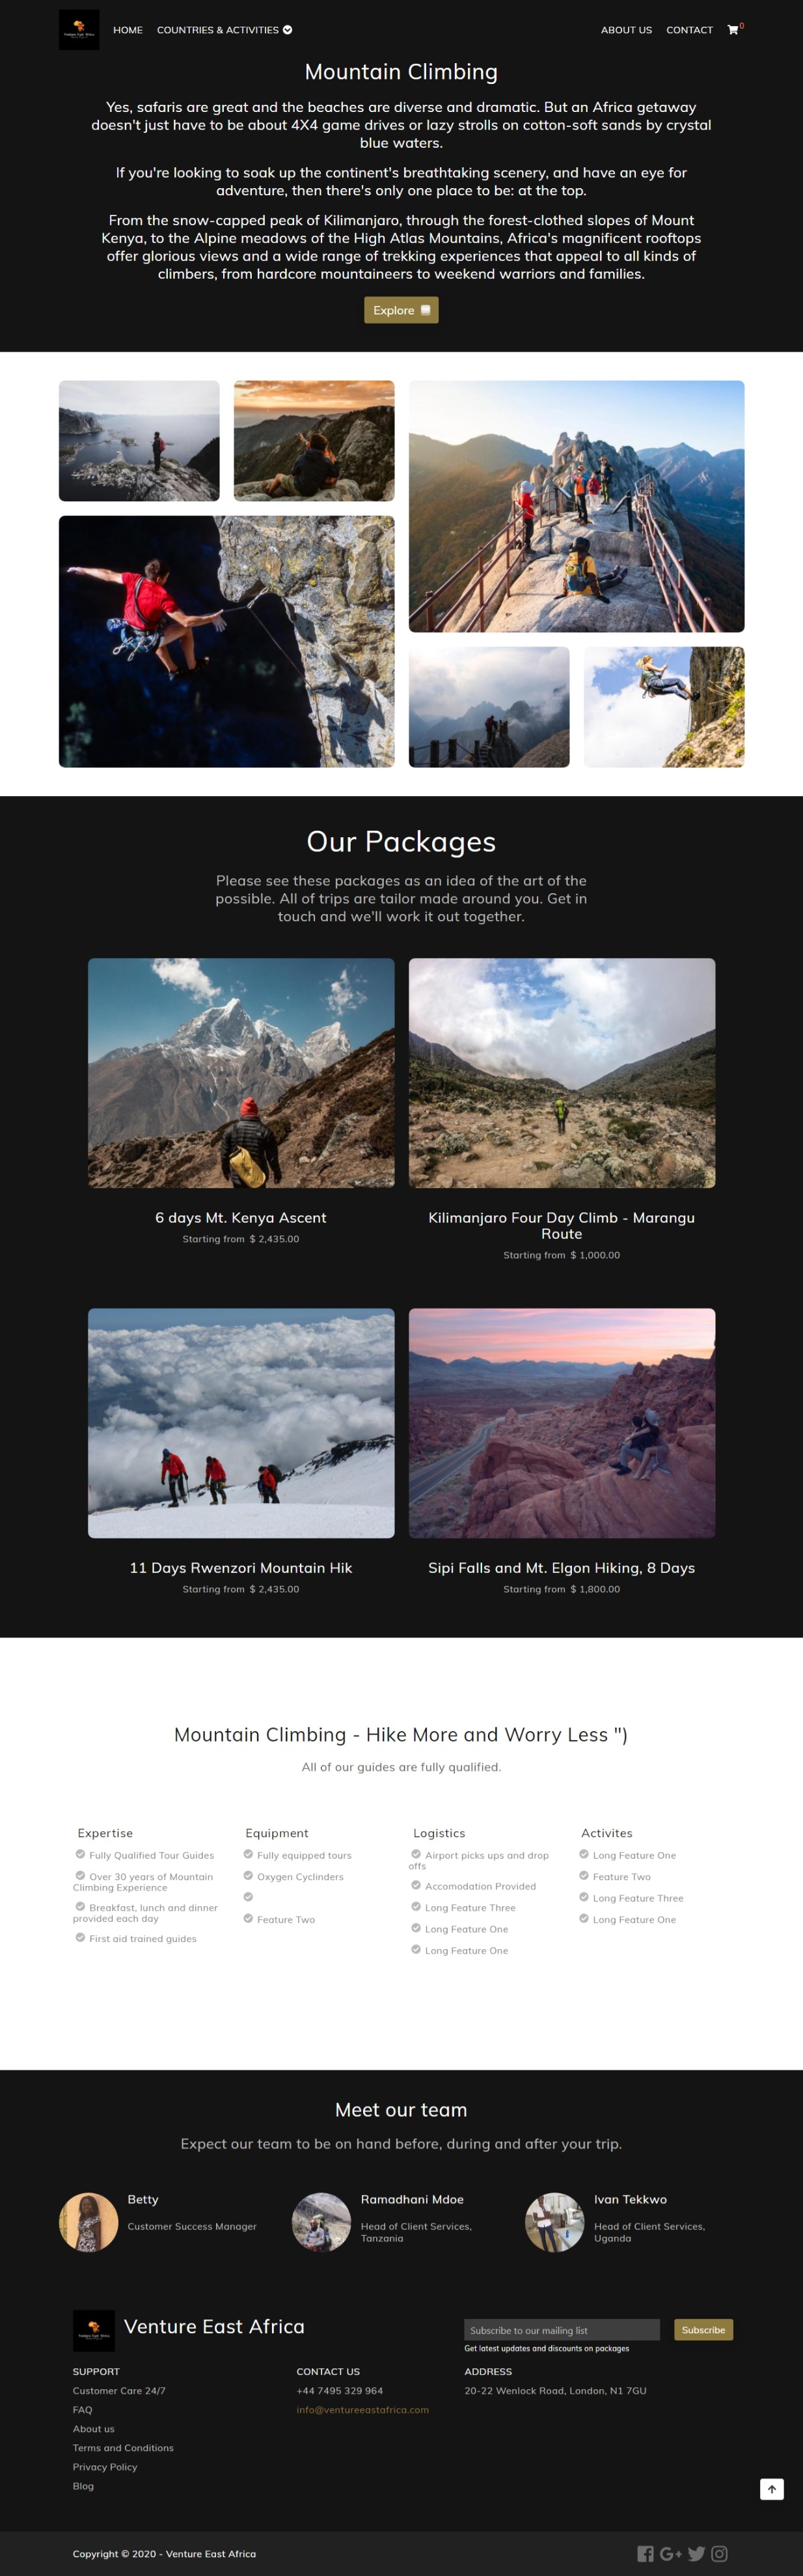 HOME
COUNTRIES & ACTIVITIES
ABOUT US
CONTACT
0
Mountain Climbing
Yes, safaris are great and the beaches are diverse and dramatic. But an Africa getaway
doesn't just have to be about 4X4 game drives or lazy strolls on cotton-soft sands by crystal
blue waters.
If you're looking to soak up the continent's breathtaking scenery, and have an eye for
adventure, then there's only one place to be: at the top.
From the snow-capped peak of Kilimanjaro, through the forest-clothed slopes of Mount
Kenya, to the Alpine meadows of the High Atlas Mountains, Africa's magnificent rooftops
offer glorious views and a wide range of trekking experiences that appeal to all kinds of
climbers, from hardcore mountaineers to weekend warriors and families.
Explore
Our Packages
Please see these packages as an idea of the art of the
possible. All of trips are tailor made around you. Get in
touch and we'll work it out together.
6 days Mt. Kenya Ascent
Starting from $ 2,435.00
Kilimanjaro Four Day Climb - Marangu
Route
Starting from $ 1,000.00
11 Days Rwenzori Mountain Hik
Starting from $ 2,435.00
Sipi Falls and Mt. Elgon Hiking, 8 Days
Starting from $ 1,800.00
Mountain Climbing - Hike More and Worry Less ")
All of our guides are fully qualified.
Expertise
Fully Qualified Tour Guides
Over 30 years of Mountain
Climbing Experience
Breakfast, lunch and dinner
provided each day
First aid trained guides
Equipment
Fully equipped tours
Oxygen Cyclinders
Feature Two
Logistics
Airport picks ups and drop
offs
Accomodation Provided
Long Feature Three
Long Feature One
Long Feature One
Activites
Long Feature One
Feature Two
Long Feature Three
Long Feature One
Meet our team
Expect our team to be on hand before, during and after your trip.
Betty
Customer Success Manager
Ramadhani Mdoe
Head of Client Services,
Tanzania
Ivan Tekkwo
Head of Client Services,
Uganda
Venture East Africa
Subscribe to our mailing list
Subscribe
Get latest updates and discounts on packages
SUPPORT
Customer Care 24/7
FAQ
About us
Terms and Conditions
Privacy Policy
Blog
CONTACT US
+44 7495 329 964
info@ventureeastafrica.com
ADDRESS
20-22 Wenlock Road, London, N1 7GU
Copyright © 2020 - Venture East Africa